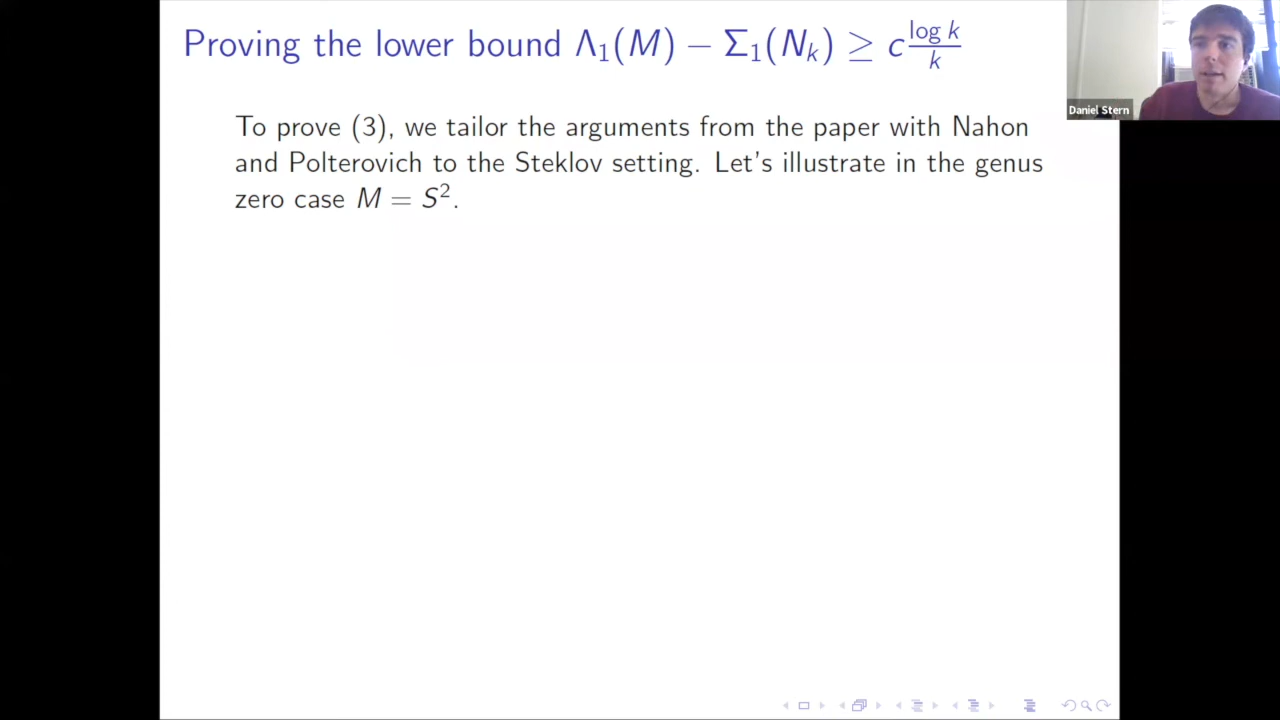 Proving the lower bound Λ₁(M) − Σ₁(Nₖ) ≥ c log k / k
Daniel Stern
To prove (3), we tailor the arguments from the paper with Nahon
and Polterovich to the Steklov setting. Let's illustrate in the genus
zero case M = S².